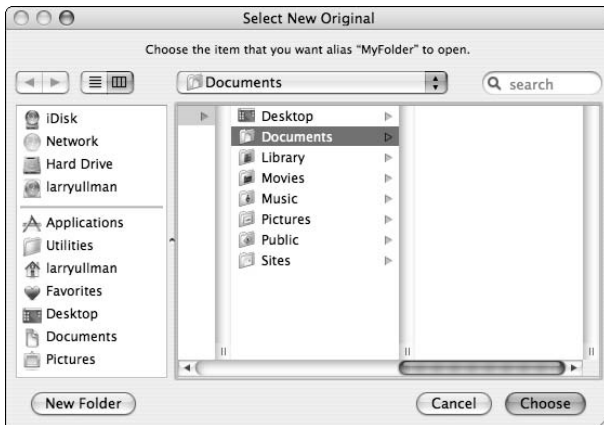 Select New Original
Choose the item that you want alias “MyFolder” to open.
Documents
search
iDisk
Network
Hard Drive
larryullman
Applications
Utilities
larryullman
Favorites
Desktop
Documents
Pictures
Desktop
Documents
Library
Movies
Music
Pictures
Public
Sites
New Folder
Cancel
Choose